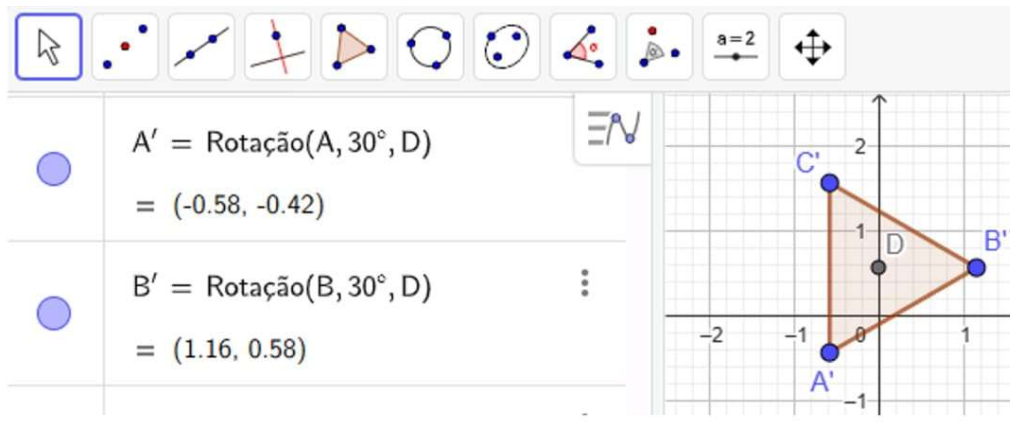 a=2
A' = Rotação(A, 30°, D)
= (-0.58, -0.42)
B' = Rotação(B, 30°, D)
= (1.16, 0.58)
2
C'
1
D
B'
-2
-1
0
1
A'
-1